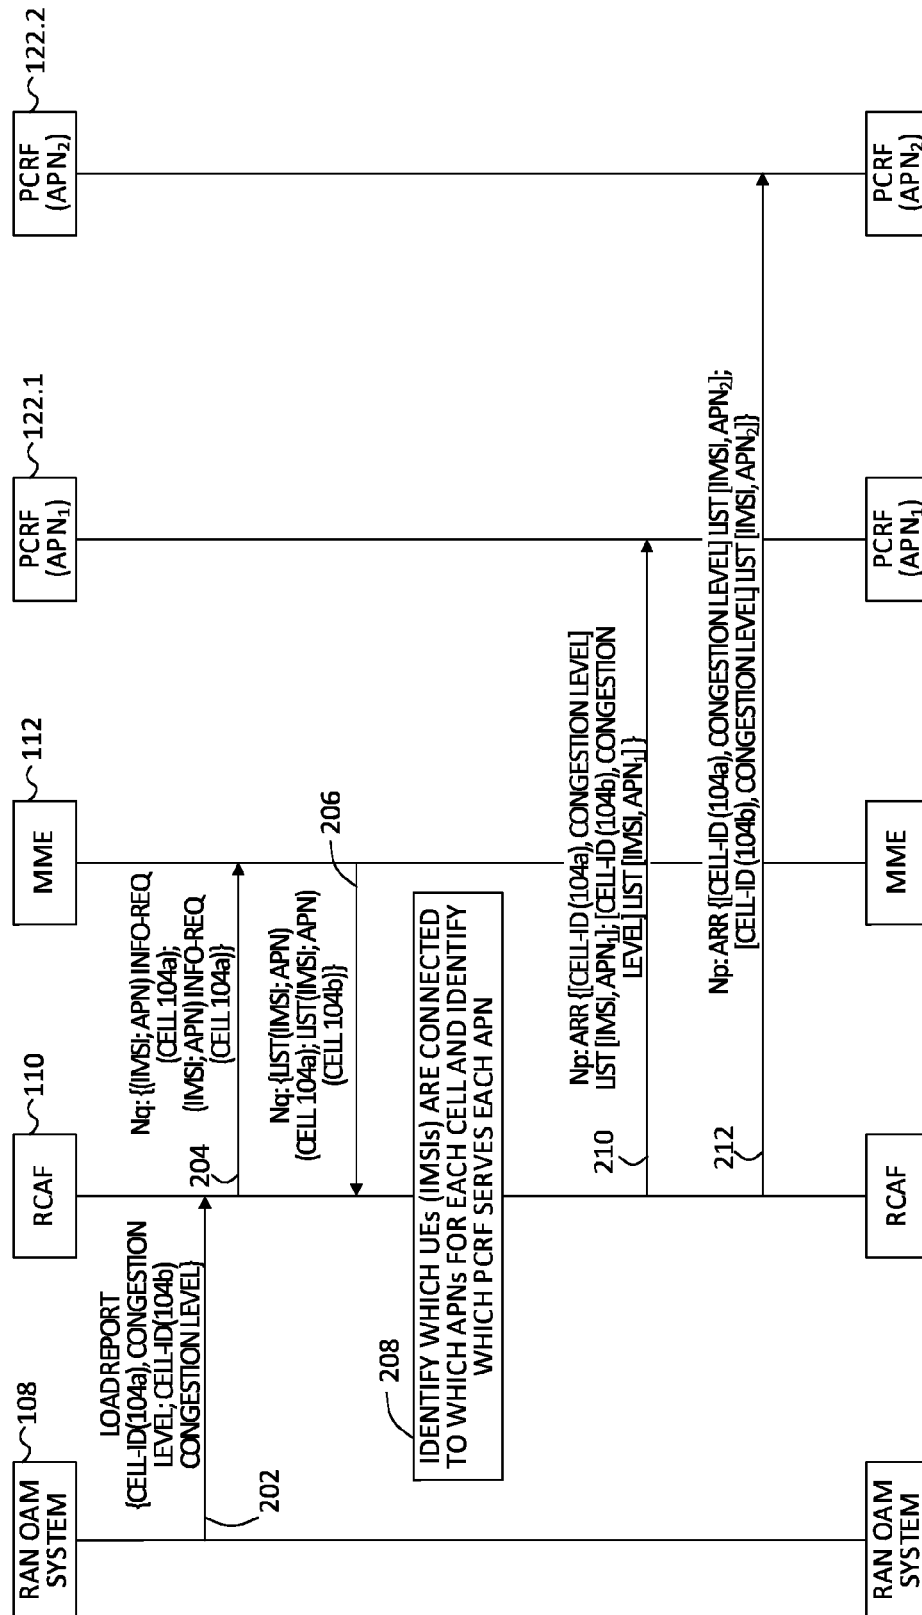 RAN OAM
SYSTEM
108
RCAF
110
MME
112
PCRF
(APN₁)
122.1
PCRF
(APN₂)
122.2
LOAD REPORT
{CELL-ID(104a), CONGESTION
LEVEL; CELL-ID(104b)
CONGESTION LEVEL}
202
Nq: {(IMSI; APN) INFO-REQ
(CELL 104a);
(IMSI; APN) INFO-REQ
(CELL 104a)}
204
Nq: {LIST(IMSI; APN)
(CELL 104a); LIST(IMSI; APN)
(CELL 104b)}
206
208
IDENTIFY WHICH UEs (IMSIs) ARE CONNECTED
TO WHICH APNs FOR EACH CELL AND IDENTIFY
WHICH PCRF SERVES EACH APN
Np: ARR {[CELL-ID (104a), CONGESTION LEVEL]
LIST [IMSI, APN₁]; [CELL-ID (104b), CONGESTION
LEVEL] LIST [IMSI, APN₁] }
210
Np: ARR {[CELL-ID (104a), CONGESTION LEVEL] LIST [IMSI, APN₂];
[CELL-ID (104b), CONGESTION LEVEL] LIST [IMSI, APN₂]}
212
RAN OAM
SYSTEM
RCAF
MME
PCRF
(APN₁)
PCRF
(APN₂)